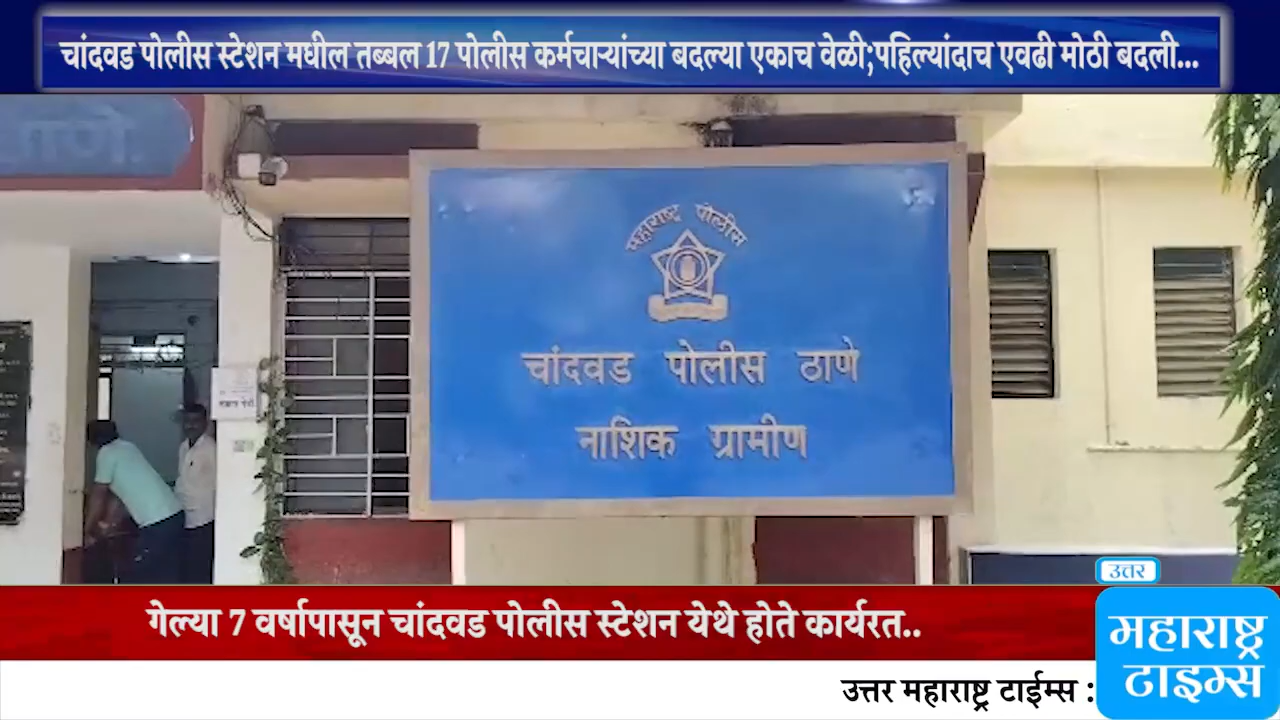 चांदवड पोलीस स्टेशन मधील तब्बल 17 पोलीस कर्मचाऱ्यांच्या बदल्या एकाच वेळी;पहिल्यांदाच एवढी मोठी बदली...
महाराष्ट्र पोलीस
चांदवड पोलीस ठाणे
नाशिक ग्रामीण
गेल्या 7 वर्षापासून चांदवड पोलीस स्टेशन येथे होते कार्यरत..
उत्तर
महाराष्ट्र
टाइम्स
उत्तर महाराष्ट्र टाईम्स :